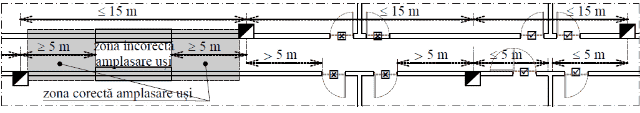 ≤ 15 m ≤ 15 m ≤ 15 m
≥ 5 m zona incorectă ≥ 5 m
amplasare uși
> 5 m > 5 m ≤ 5 m ≤ 5 m
zona corectă amplasare uși